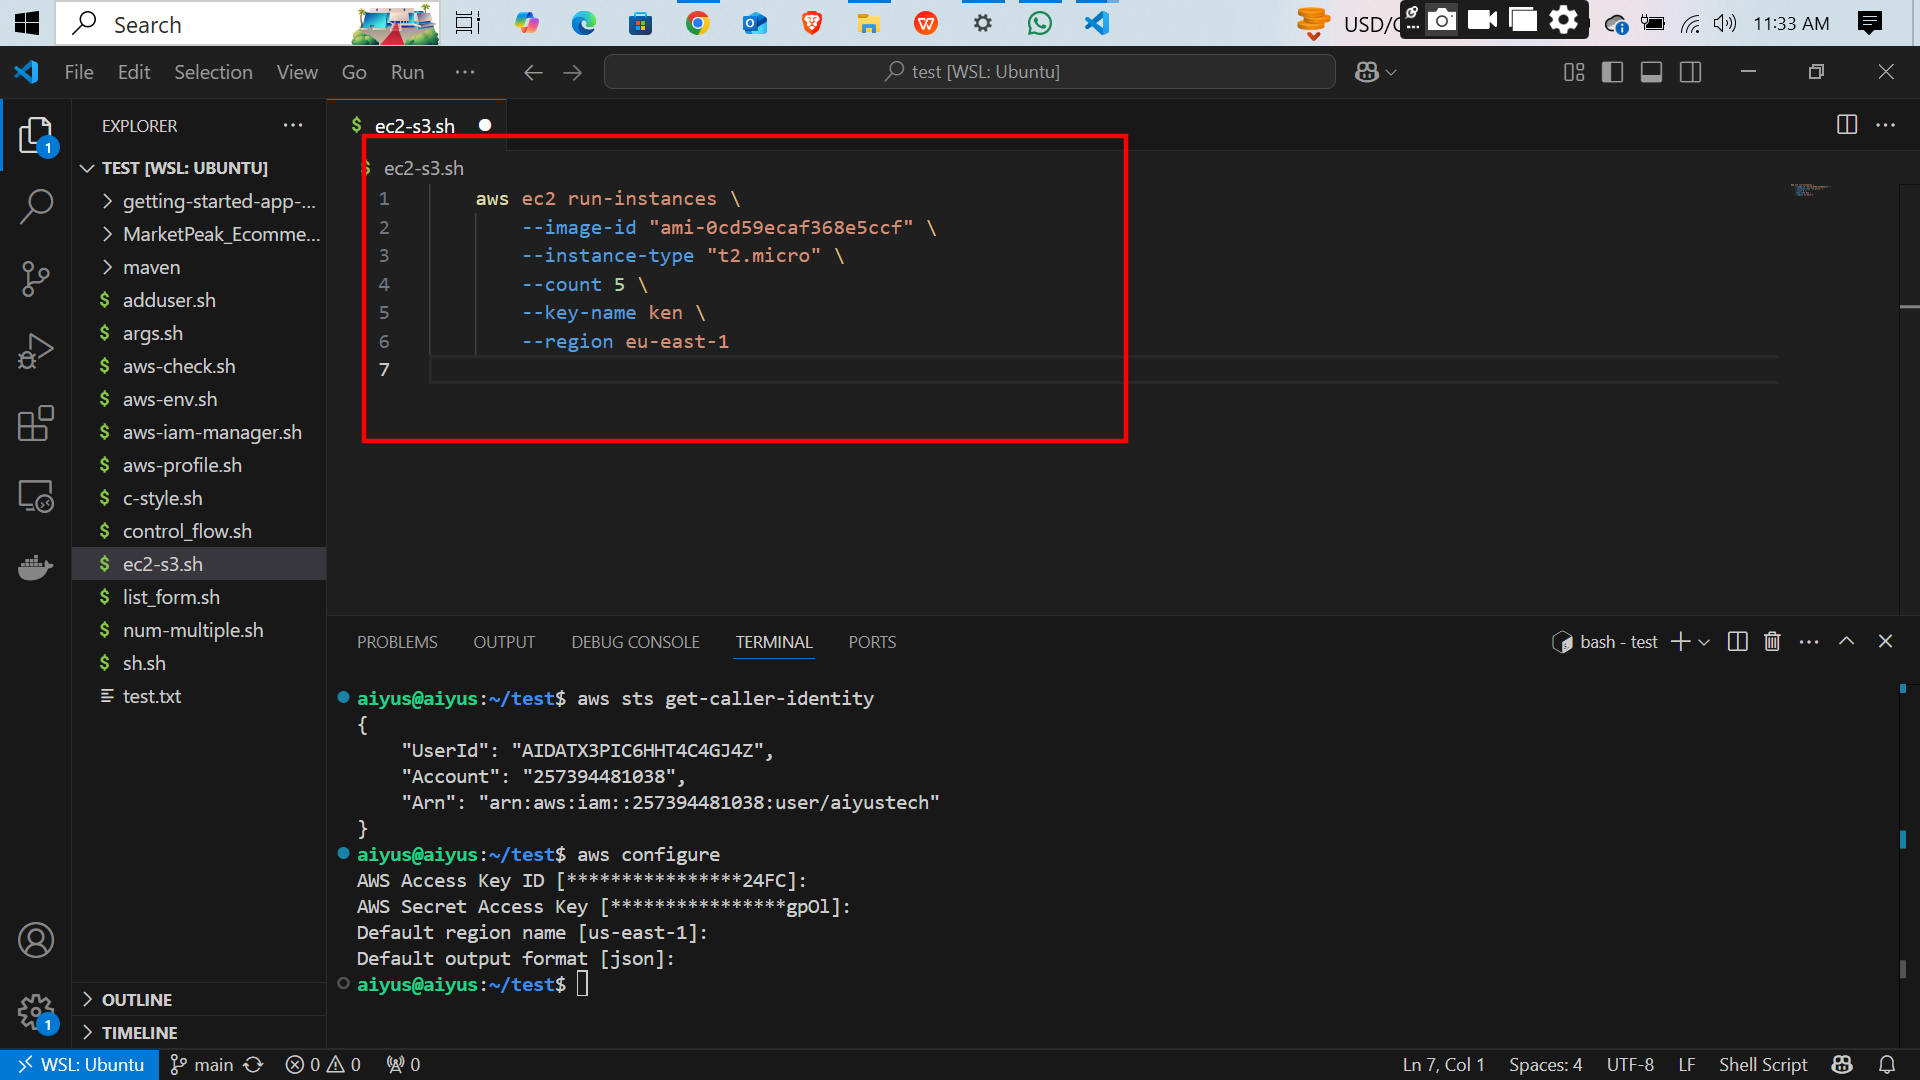 Search
USD/
11:33 AM
File Edit Selection View Go Run ···
test [WSL: Ubuntu]
EXPLORER
TEST [WSL: UBUNTU]
getting-started-app-...
MarketPeak_Ecomme...
maven
$ adduser.sh
$ args.sh
$ aws-check.sh
$ aws-env.sh
$ aws-iam-manager.sh
$ aws-profile.sh
$ c-style.sh
$ control_flow.sh
$ ec2-s3.sh
$ list_form.sh
$ num-multiple.sh
$ sh.sh
test.txt
OUTLINE
TIMELINE
1
1
$ ec2-s3.sh
$ ec2-s3.sh
1 aws ec2 run-instances \
2 --image-id "ami-0cd59ecaf368e5ccf" \
3 --instance-type "t2.micro" \
4 --count 5 \
5 --key-name ken \
6 --region eu-east-1
7
PROBLEMS OUTPUT DEBUG CONSOLE TERMINAL PORTS
bash - test
aiyus@aiyus:~/test$ aws sts get-caller-identity
{
"UserId": "AIDATX3PIC6HHT4C4GJ4Z",
"Account": "257394481038",
"Arn": "arn:aws:iam::257394481038:user/aiyustech"
}
aiyus@aiyus:~/test$ aws configure
AWS Access Key ID [****************24FC]:
AWS Secret Access Key [****************gpOl]:
Default region name [us-east-1]:
Default output format [json]:
aiyus@aiyus:~/test$
WSL: Ubuntu main 0 0 0
Ln 7, Col 1 Spaces: 4 UTF-8 LF Shell Script